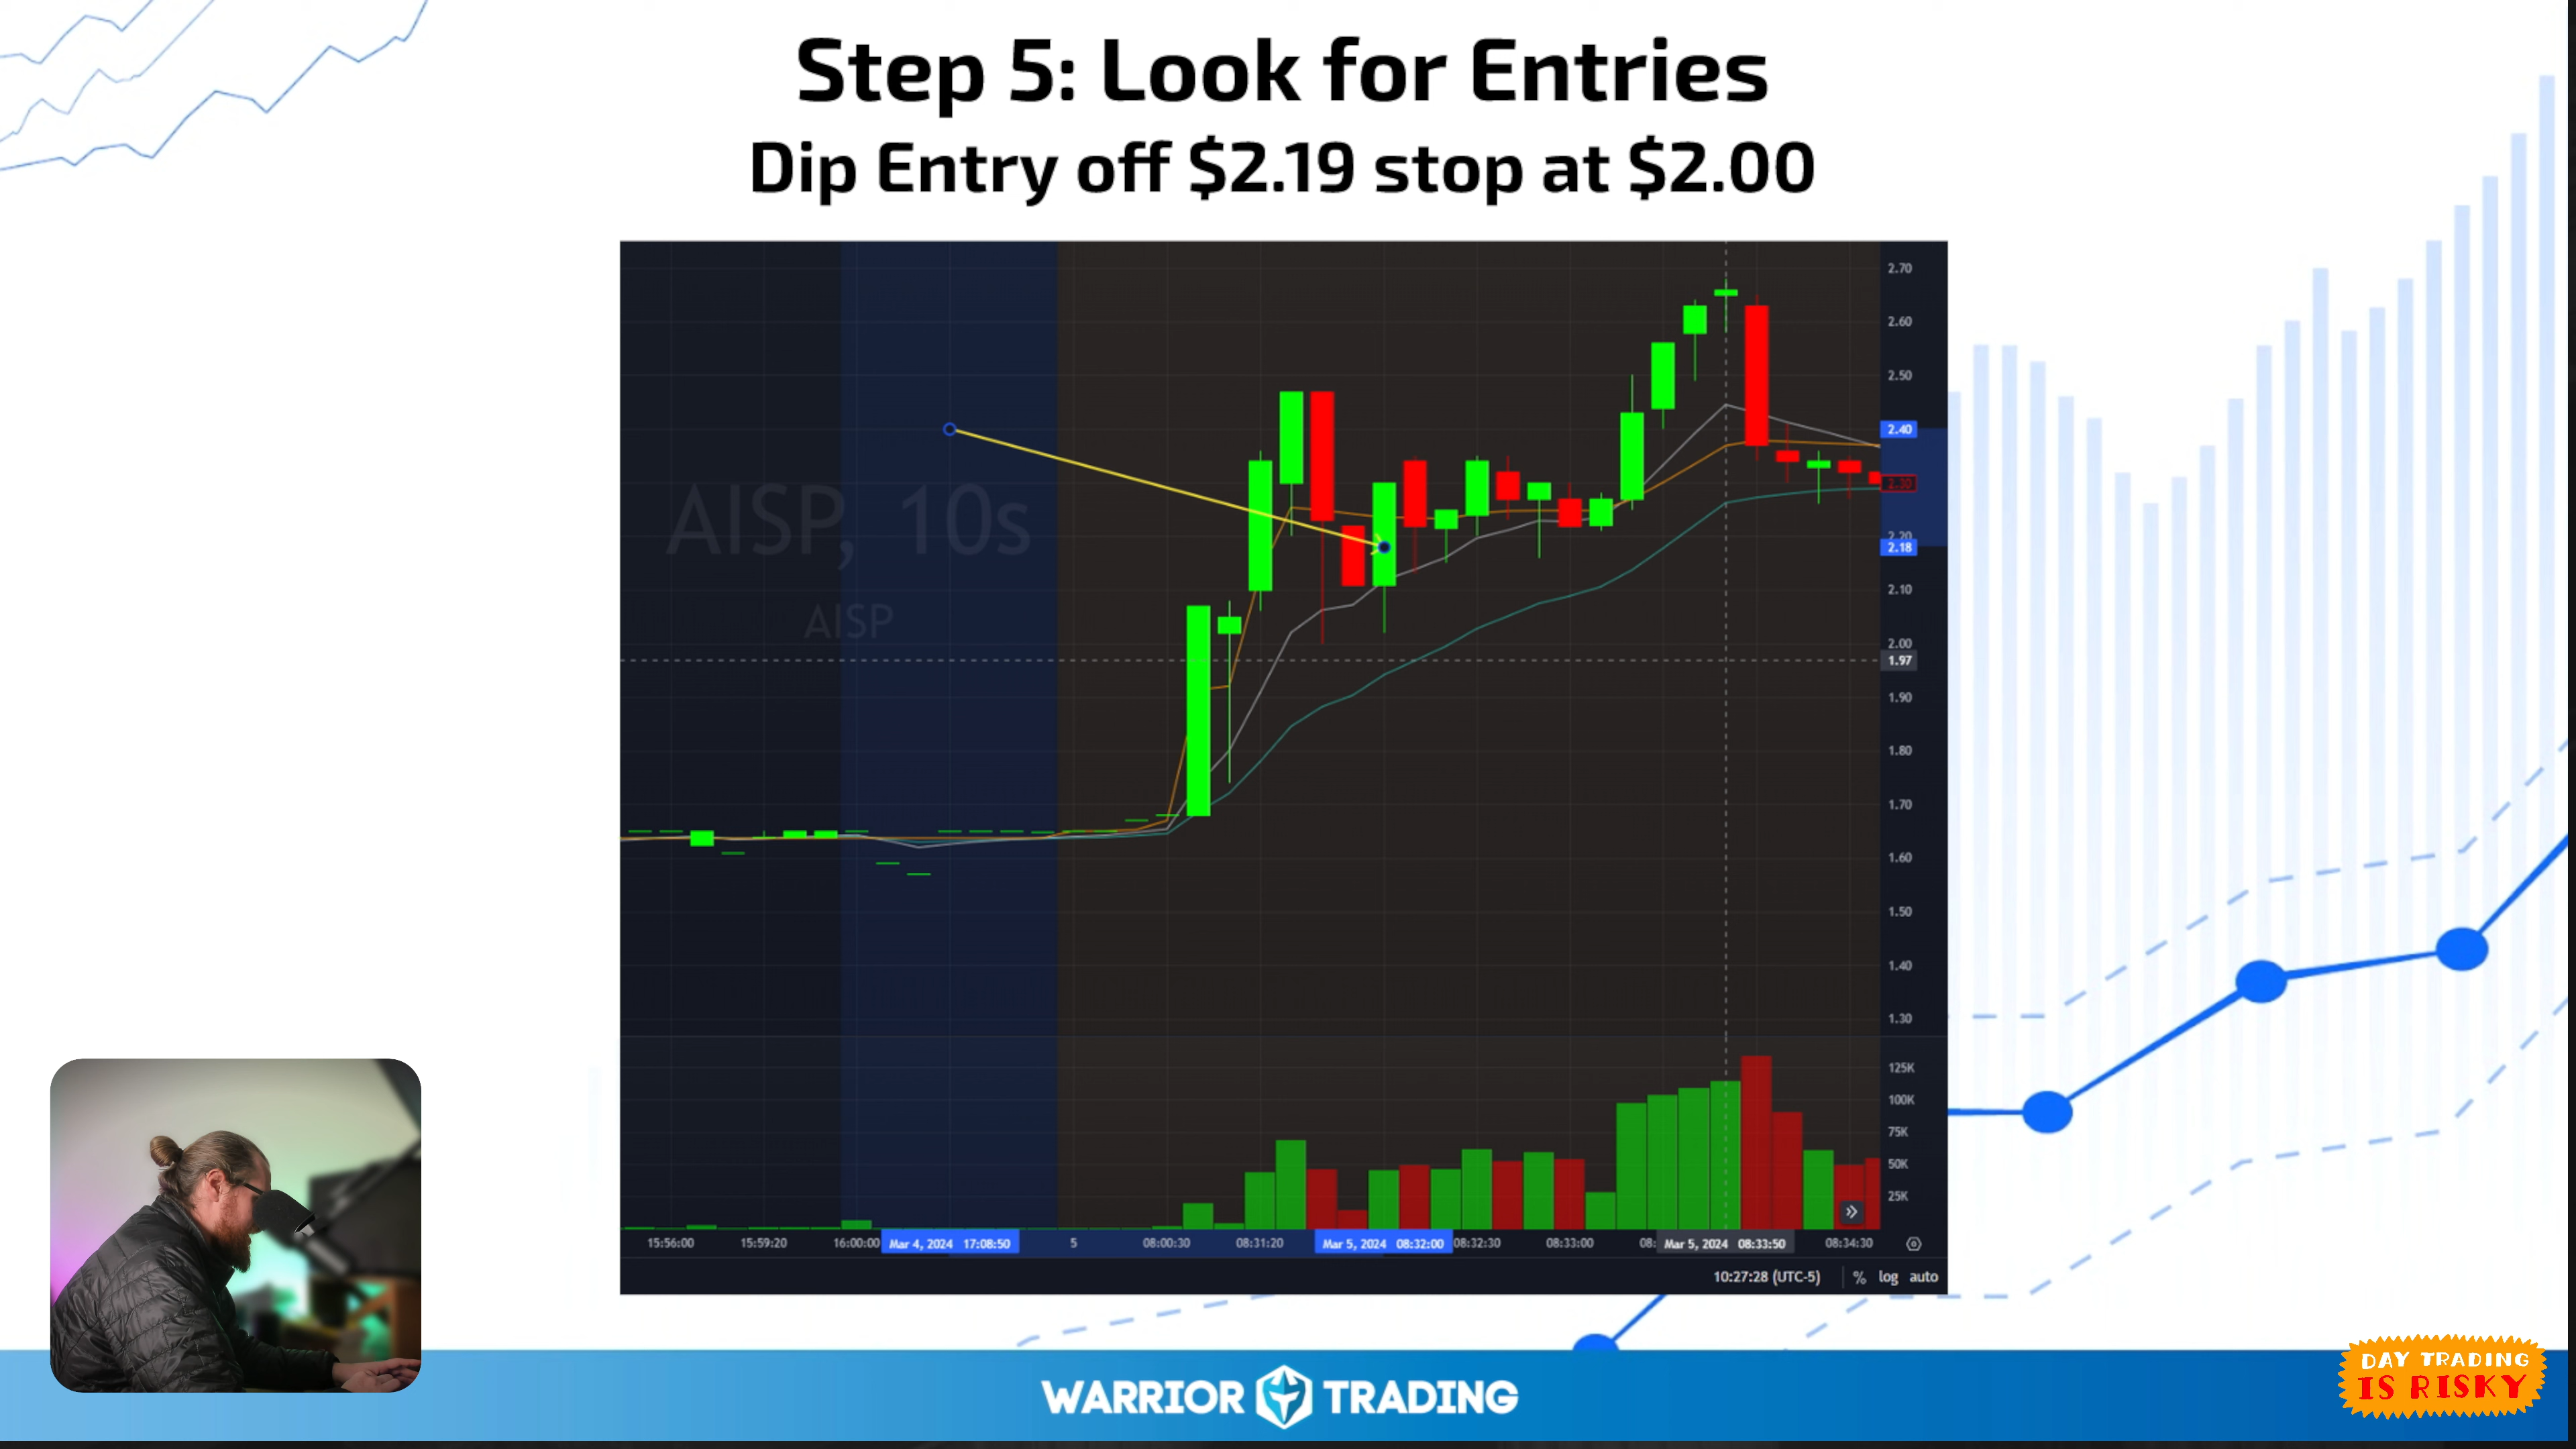 Step 5: Look for Entries
Dip Entry off $2.19 stop at $2.00
AISP, 10s
AISP
2.70
2.60
2.50
2.40
2.30
2.20
2.18
2.10
2.00
1.97
1.90
1.80
1.70
1.60
1.50
1.40
1.30
125K
100K
75K
50K
25K
15:56:00 15:59:20 16:00:00 Mar 4, 2024 17:08:50 5 08:00:30 08:31:20 Mar 5, 2024 08:32:00 08:32:30 08:33:00 08: Mar 5, 2024 08:33:50 08:34:30
10:27:28 (UTC-5) % log auto
WARRIOR TRADING
DAY TRADING
IS RISKY